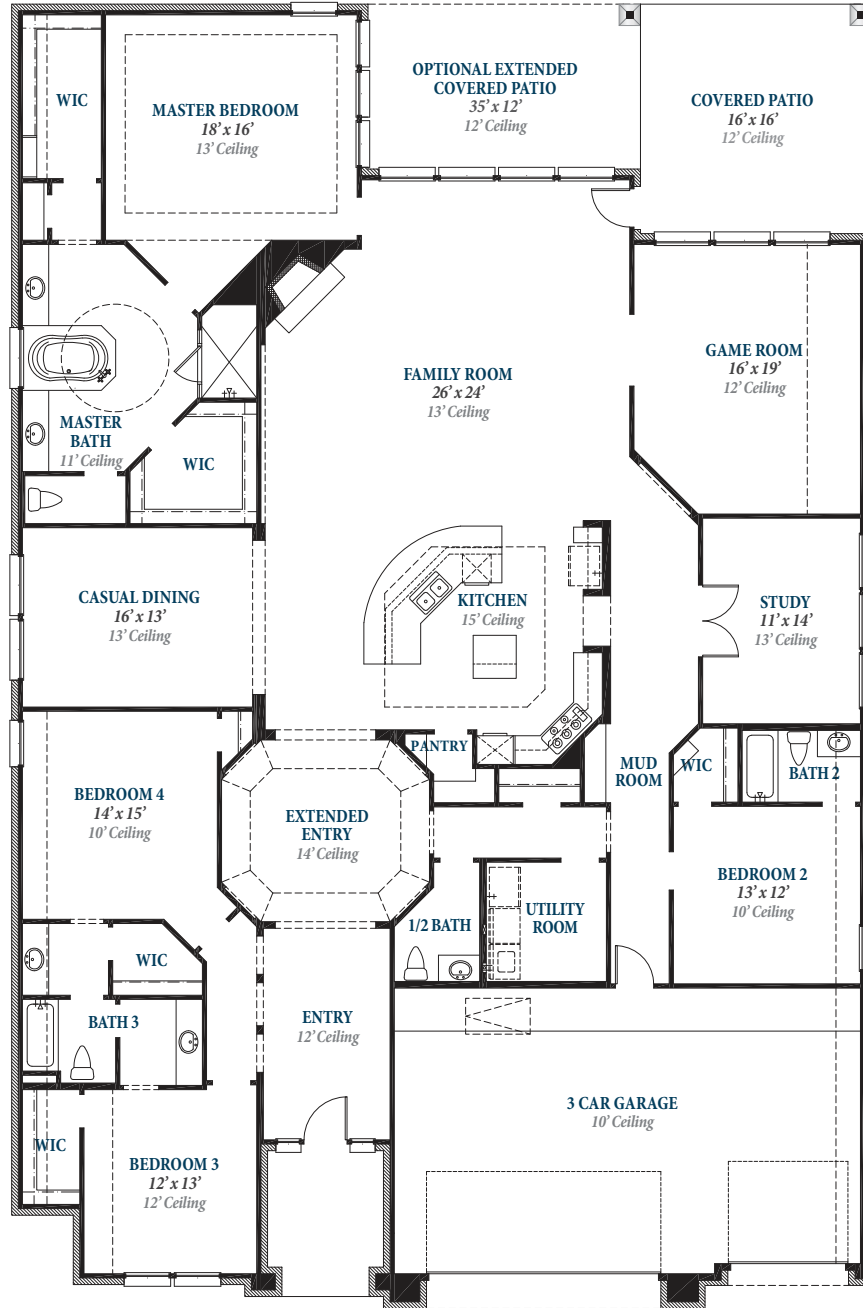 OPTIONAL EXTENDED
COVERED PATIO
35’ x 12’
12’ Ceiling
COVERED PATIO
16’ x 16’
12’ Ceiling
WIC
MASTER BEDROOM
18’ x 16’
13’ Ceiling
FAMILY ROOM
26’ x 24’
13’ Ceiling
GAME ROOM
16’ x 19’
12’ Ceiling
MASTER
BATH
11’ Ceiling
WIC
CASUAL DINING
16’ x 13’
13’ Ceiling
KITCHEN
15’ Ceiling
STUDY
11’ x 14’
13’ Ceiling
PANTRY
MUD
ROOM
WIC
BATH 2
BEDROOM 4
14’ x 15’
10’ Ceiling
EXTENDED
ENTRY
14’ Ceiling
BEDROOM 2
13’ x 12’
10’ Ceiling
1/2 BATH
UTILITY
ROOM
WIC
BATH 3
ENTRY
12’ Ceiling
3 CAR GARAGE
10’ Ceiling
WIC
BEDROOM 3
12’ x 13’
12’ Ceiling